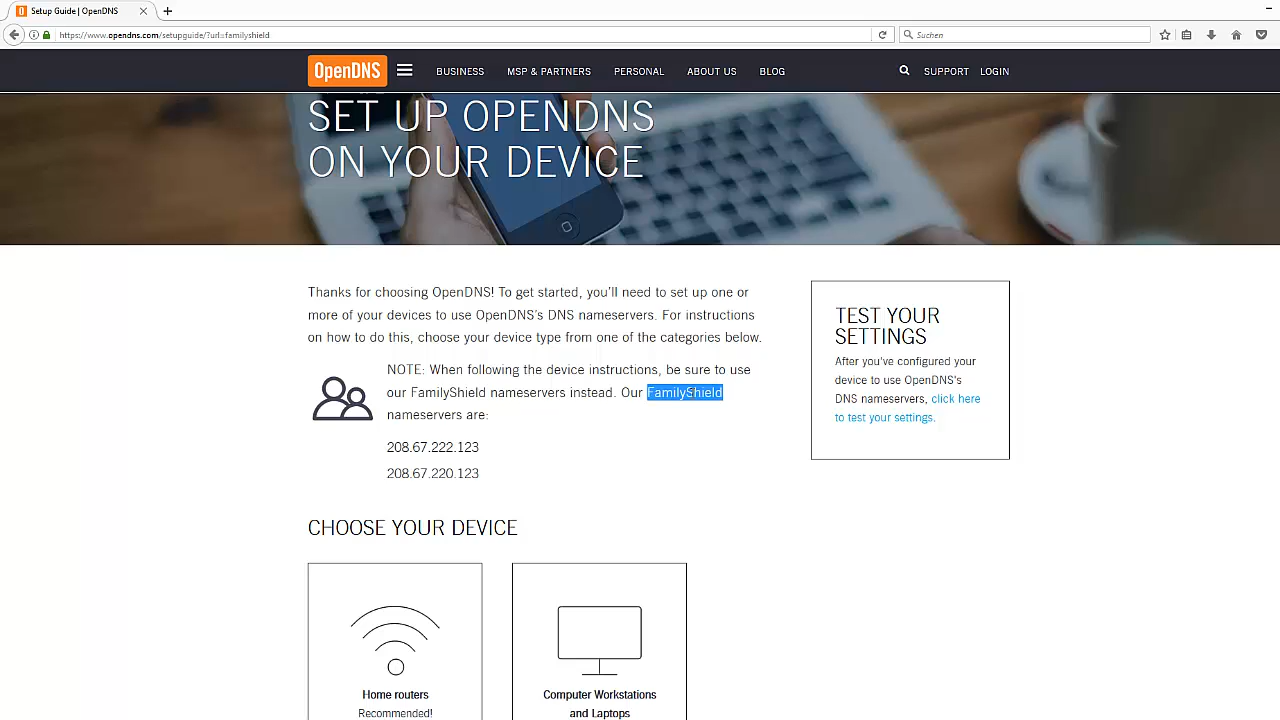 Setup Guide | OpenDNS
https://www.opendns.com/setupguide/?url=familyshield
Suchen
OpenDNS
BUSINESS
MSP & PARTNERS
PERSONAL
ABOUT US
BLOG
SUPPORT
LOGIN
SET UP OPENDNS
ON YOUR DEVICE
Thanks for choosing OpenDNS! To get started, you'll need to set up one or
more of your devices to use OpenDNS's DNS nameservers. For instructions
on how to do this, choose your device type from one of the categories below.
NOTE: When following the device instructions, be sure to use
our FamilyShield nameservers instead. Our FamilyShield
nameservers are:
208.67.222.123
208.67.220.123
TEST YOUR
SETTINGS
After you've configured your
device to use OpenDNS's
DNS nameservers, click here
to test your settings.
CHOOSE YOUR DEVICE
Home routers
Recommended!
Computer Workstations
and Laptops